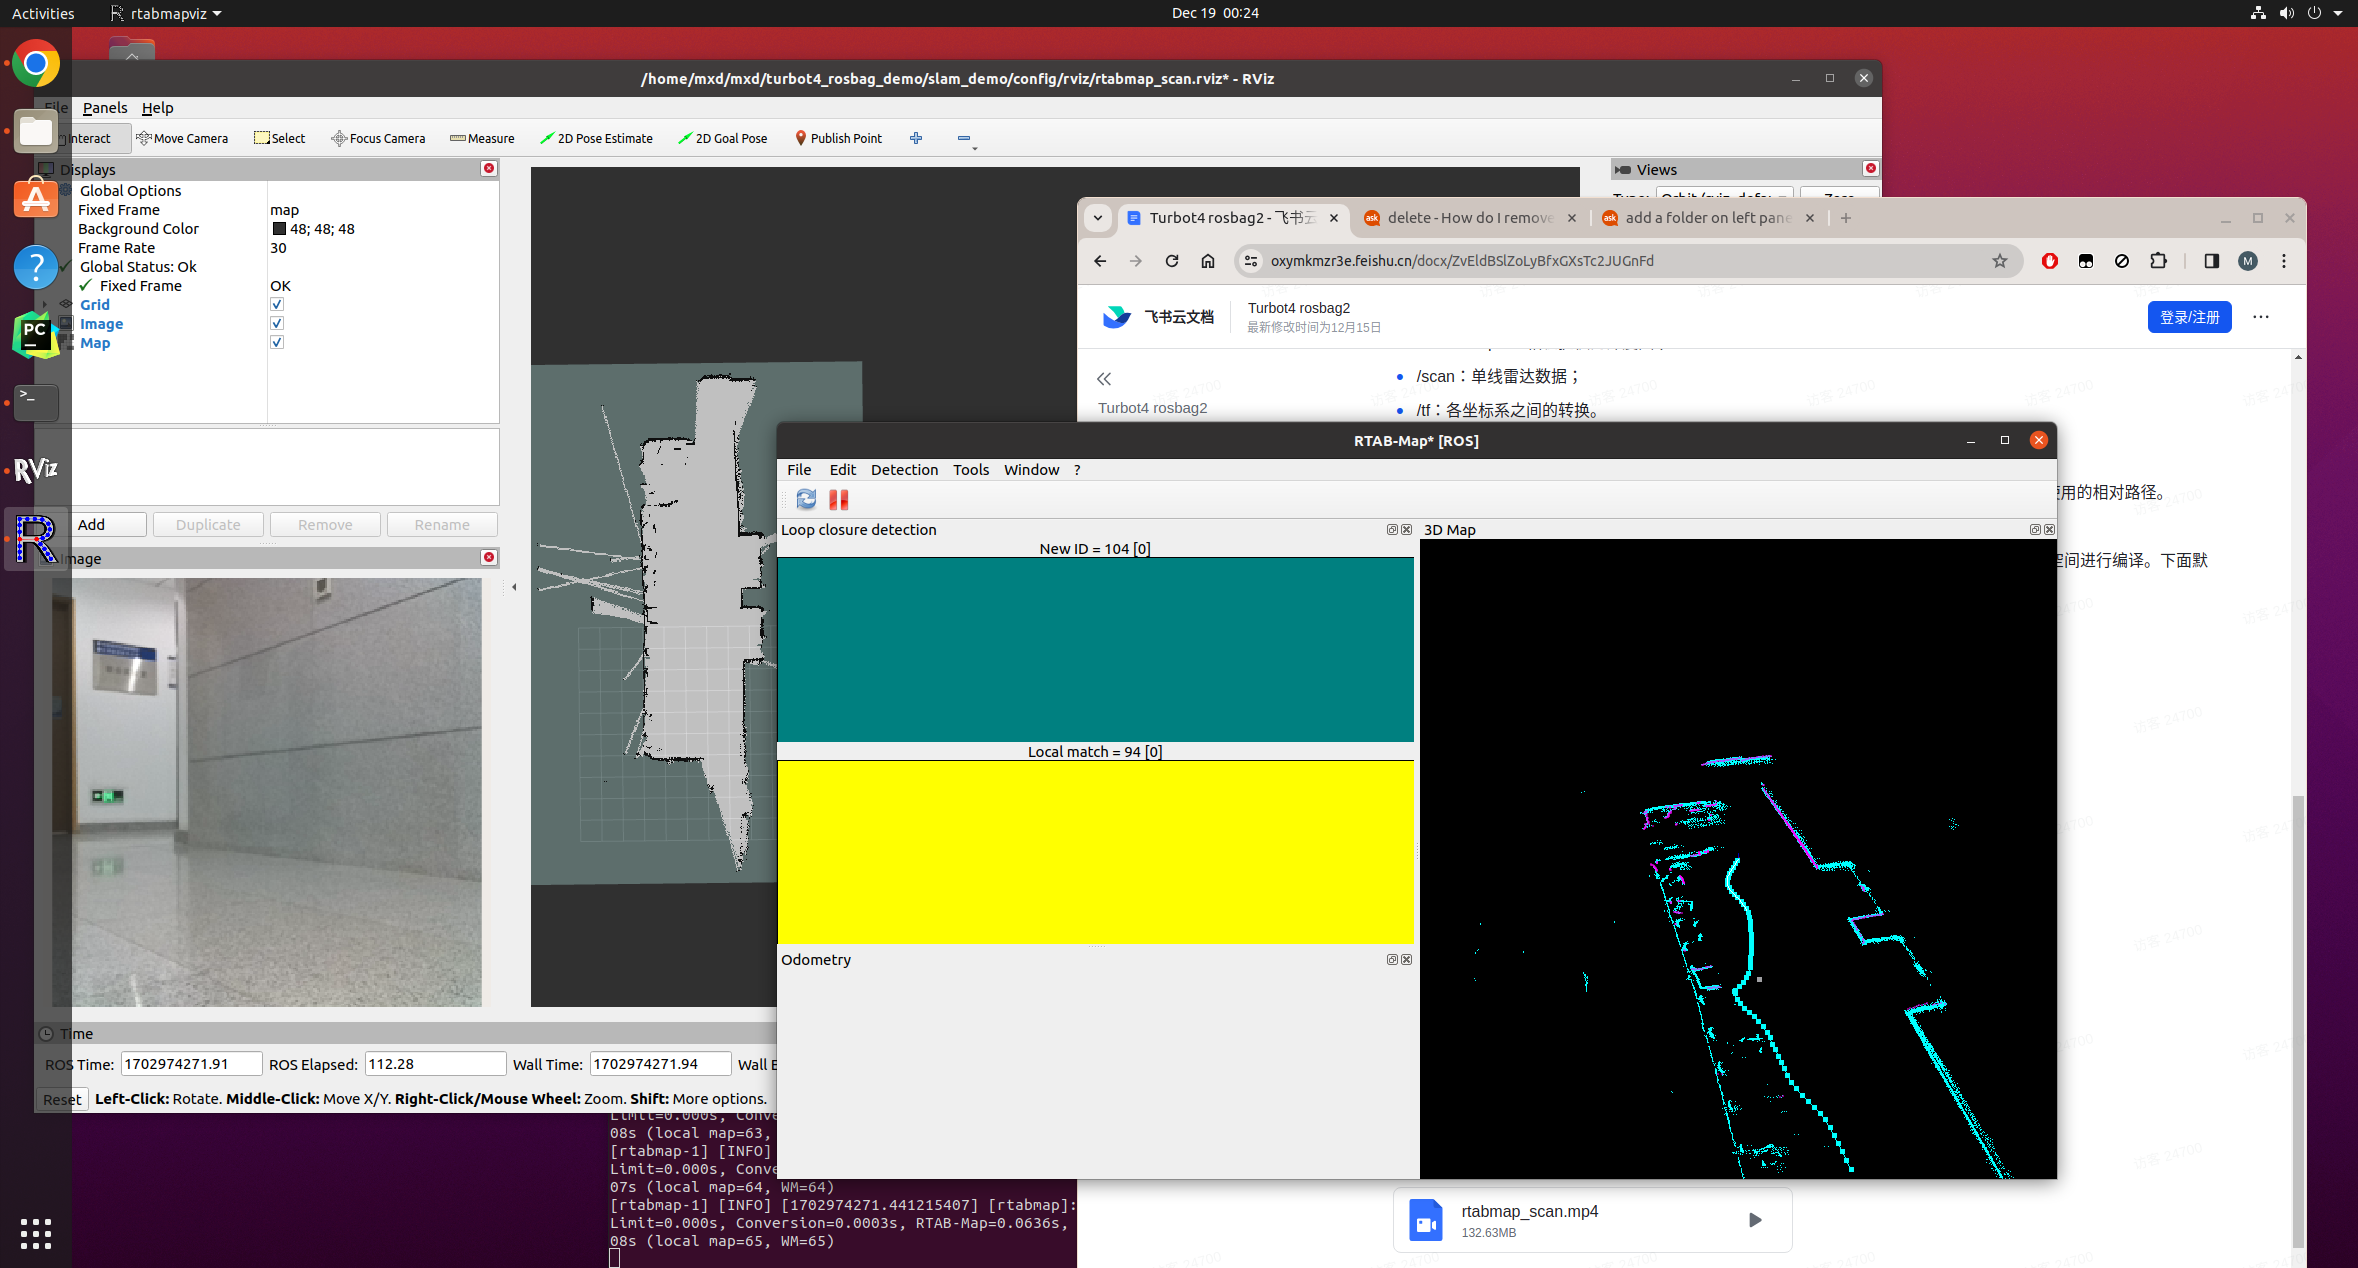 Activities
rtabmapviz
Dec 19 00:24
/home/mxd/mxd/turbot4_rosbag_demo/slam_demo/config/rviz/rtabmap_scan.rviz* - RViz
File Panels Help
Interact Move Camera Select Focus Camera Measure 2D Pose Estimate 2D Goal Pose Publish Point
Displays
Global Options
Fixed Frame map
Background Color 48; 48; 48
Frame Rate 30
Global Status: Ok
Fixed Frame OK
Grid
Image
Map
Add Duplicate Remove Rename
Image
Time
ROS Time: 1702974271.91 ROS Elapsed: 112.28 Wall Time: 1702974271.94 Wall E
Reset Left-Click: Rotate. Middle-Click: Move X/Y. Right-Click/Mouse Wheel: Zoom. Shift: More options.
Views
PC
>_
RViz
R
Turbot4 rosbag2 - 飞书云
delete - How do I remove
add a folder on left pane
oxymkmzr3e.feishu.cn/docx/ZvEldBSlZoLyBfxGXsTc2JUGnFd
M
飞书云文档
Turbot4 rosbag2
最新修改时间为12月15日
登录/注册
Turbot4 rosbag2
/scan：单线雷达数据；
/tf：各坐标系之间的转换。
用的相对路径。
空间进行编译。下面默
访客 24700
RTAB-Map* [ROS]
File Edit Detection Tools Window ?
Loop closure detection
New ID = 104 [0]
Local match = 94 [0]
Odometry
3D Map
Limit=0.000s, Conve
08s (local map=63,
[rtabmap-1] [INFO]
Limit=0.000s, Conve
07s (local map=64, WM=64)
[rtabmap-1] [INFO] [1702974271.441215407] [rtabmap]:
Limit=0.000s, Conversion=0.0003s, RTAB-Map=0.0636s,
08s (local map=65, WM=65)
rtabmap_scan.mp4
132.63MB